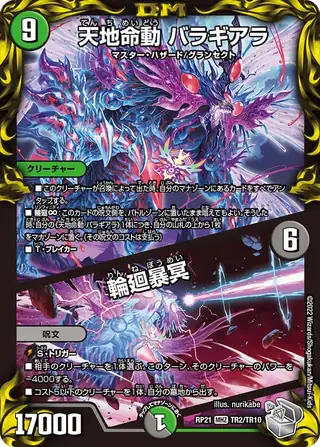 DM
9
てんちめいどう
天地命動 バラギアラ
マスター・ハザード/グランセクト
クリーチャー
■このクリーチャーが召喚によって出た時、自分のマナゾーンにあるカードをすべてアン
タップする。
■輪廻∞:このカードの呪文側を、バトルゾーンに置いたまま唱えてもよい。そうした
時、自分の《天地命動 バラギアラ》1体につき、自分の山札の上から1枚
をマナゾーンに置く。(その呪文のコストは支払う)
■T・ブレイカー
6
輪廻暴冥
呪文
■S・トリガー
■相手のクリーチャーを1体選ぶ。このターン、そのクリーチャーのパワーを
-4000する。
■コスト5以下のクリーチャーを1体、自分の墓地から出す。
illus. nurikabe
RP21 TR2/TR10
©2022 Wizards/Shogakukan/Mitsui-Kids
17000
1